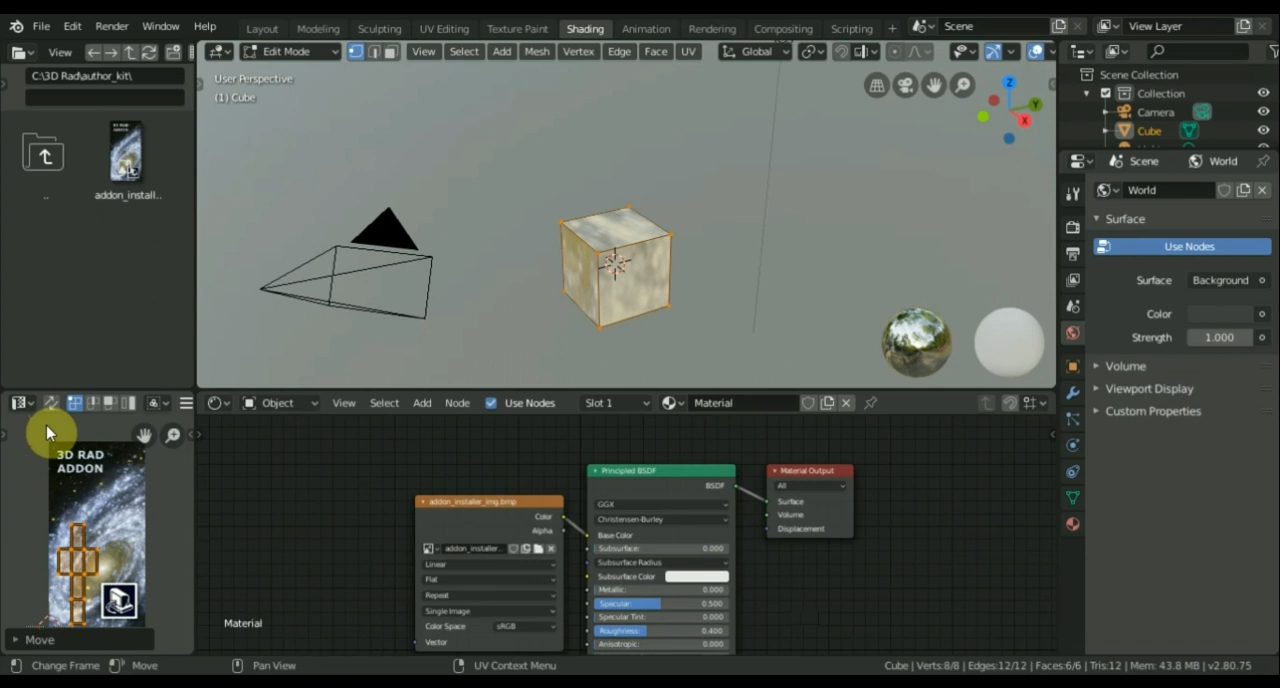 File Edit Render Window Help Layout Modeling Sculpting UV Editing Texture Paint Shading Animation Rendering Compositing Scripting + Scene View Layer
View
Edit Mode View Select Add Mesh Vertex Edge Face UV Global
C:\3D Rad\author_kit\
User Perspective
(1) Cube
Z
Y
X
Scene Collection
Collection
Camera
Cube
..
addon_install..
Scene World
World
Surface
Use Nodes
Surface Background
Color
Strength 1.000
Volume
Viewport Display
Custom Properties
Object View Select Add Node Use Nodes Slot 1 Material
3D RAD
ADDON
Move
addon_installer_img.bmp
Color
Alpha
addon_installer...
Linear
Flat
Repeat
Single Image
Color Space sRGB
Vector
Principled BSDF
BSDF
GGX
Christensen-Burley
Base Color
Subsurface: 0.000
Subsurface Radius
Subsurface Color
Metallic: 0.000
Specular: 0.500
Specular Tint: 0.000
Roughness: 0.400
Anisotropic: 0.000
Material Output
All
Surface
Volume
Displacement
Material
Change Frame Move Pan View UV Context Menu Cube | Verts:8/8 | Edges:12/12 | Faces:6/6 | Tris:12 | Mem: 43.8 MB | v2.80.75